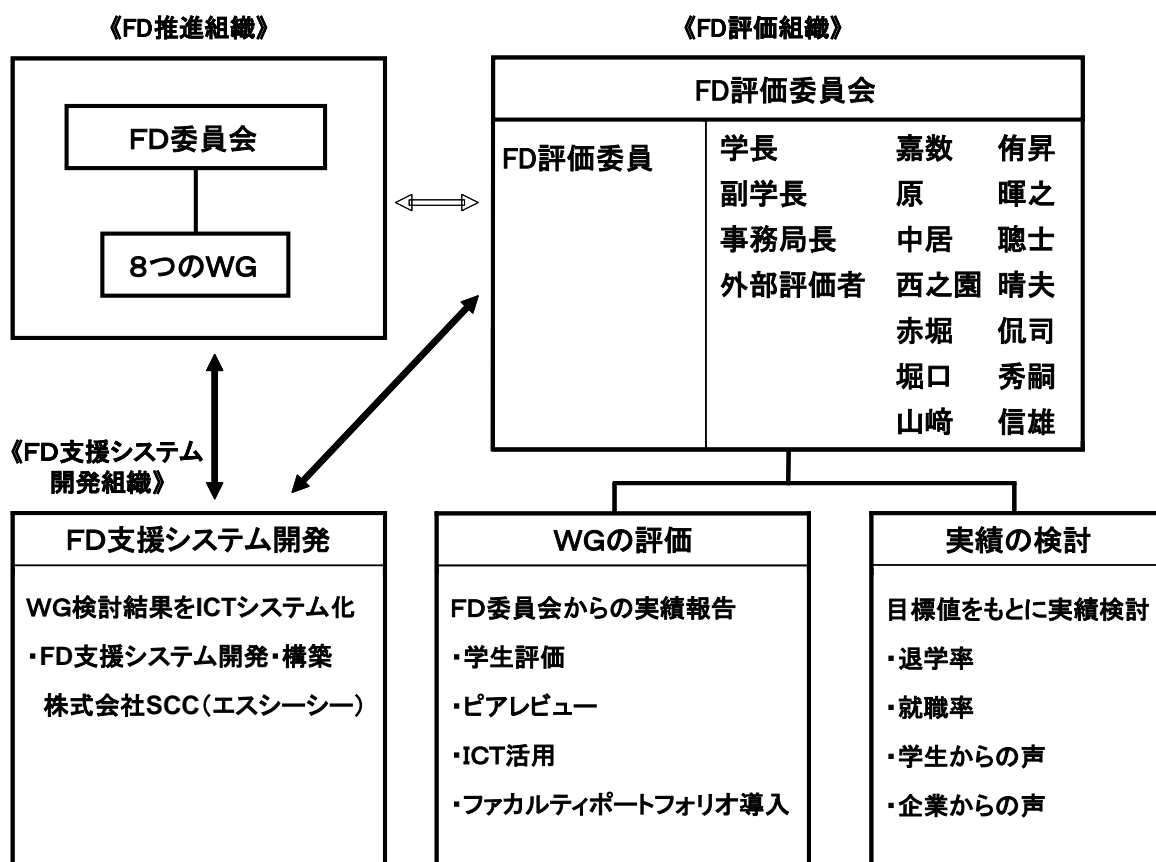 《FD推進組織》
FD委員会
8つのWG
《FD評価組織》
FD評価委員会
FD評価委員
学長 嘉数 侑昇
副学長 原 暉之
事務局長 中居 聰士
外部評価者 西之園 晴夫
赤堀 侃司
堀口 秀嗣
山﨑 信雄
《FD支援システム
開発組織》
FD支援システム開発
WG検討結果をICTシステム化
・FD支援システム開発・構築
株式会社SCC(エスシーシー)
WGの評価
FD委員会からの実績報告
・学生評価
・ピアレビュー
・ICT活用
・ファカルティポートフォリオ導入
実績の検討
目標値をもとに実績検討
・退学率
・就職率
・学生からの声
・企業からの声